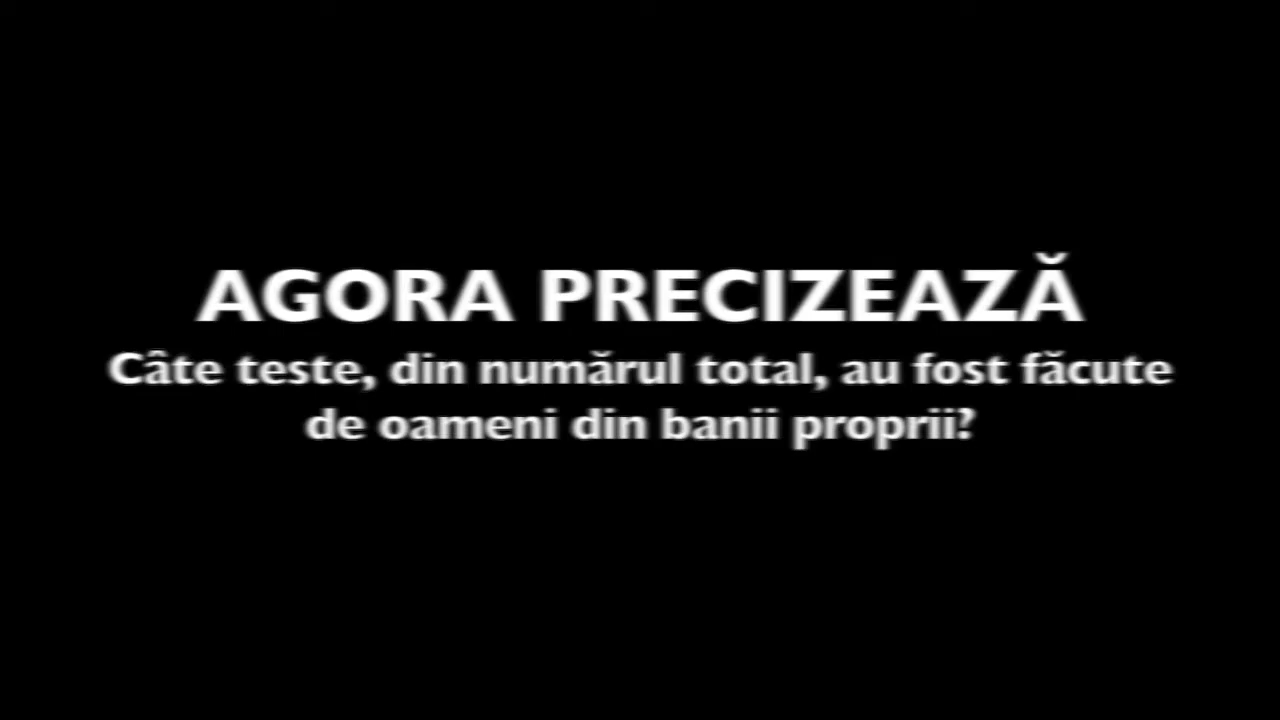 AGORA PRECIZEAZĂ
Câte teste, din numărul total, au fost făcute
de oameni din banii proprii?